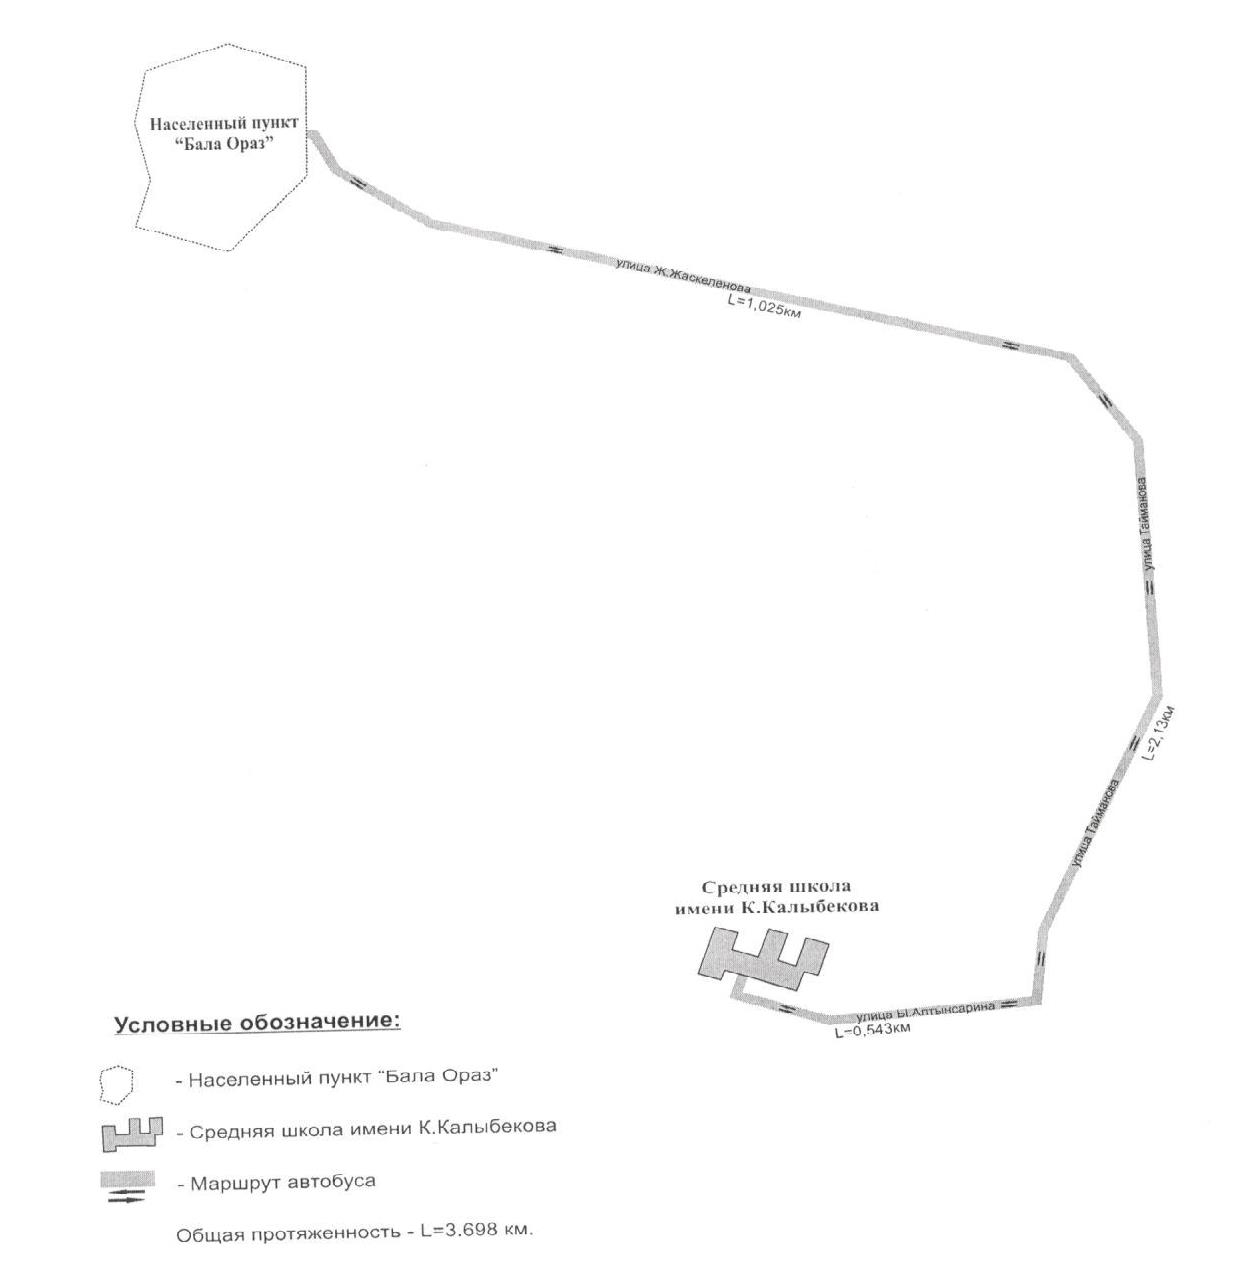 Населенный пункт
“Бала Ораз”
улица Ж.Жаскеленова
L=1,025км
улица Тайманова
L=2,13км
улица Тайманова
Средняя школа
имени К.Калыбекова
улица Ы.Алтынсарина
L=0,543км
Условные обозначение:
- Населенный пункт “Бала Ораз”
- Средняя школа имени К.Калыбекова
- Маршрут автобуса
Общая протяженность - L=3.698 км.